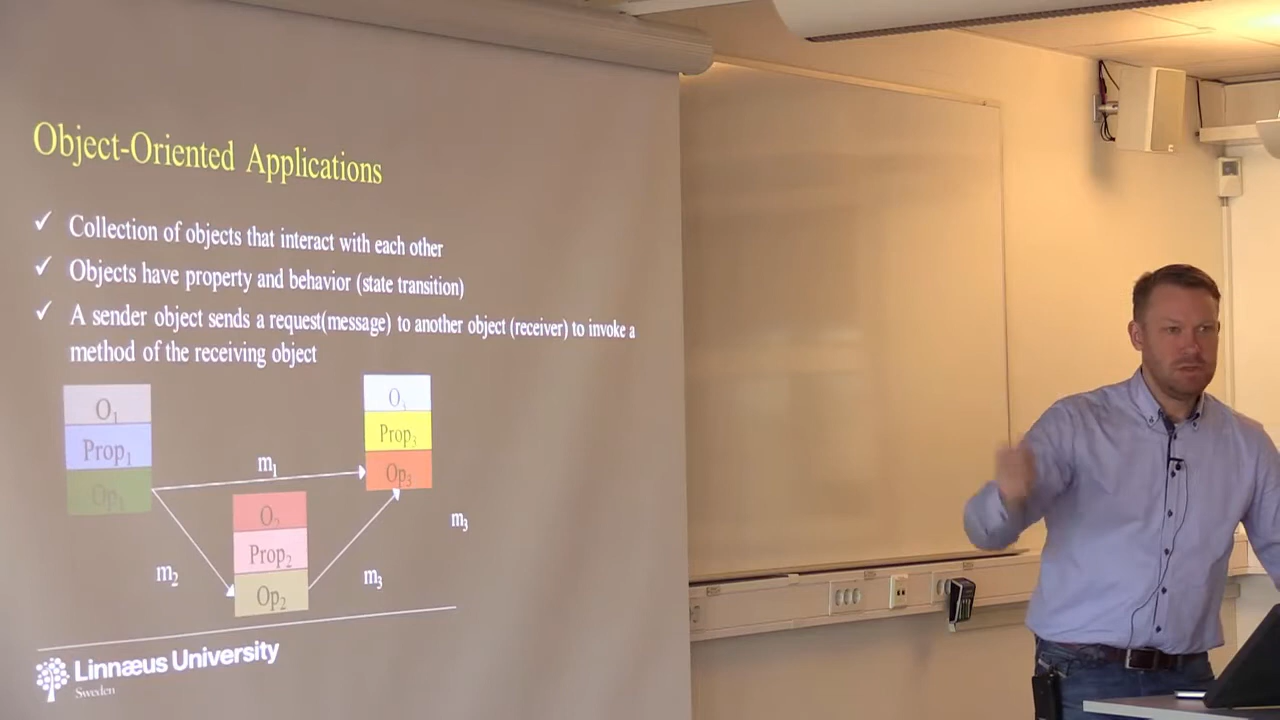 Object-Oriented Applications
✓ Collection of objects that interact with each other
✓ Objects have property and behavior (state transition)
✓ A sender object sends a request(message) to another object (receiver) to invoke a
method of the receiving object
O₁
Prop₁
Op₁
m₁
O₃
Prop₃
Op₃
O₂
Prop₂
Op₂
m₂
m₃
m₃
Linnæus University
Sweden